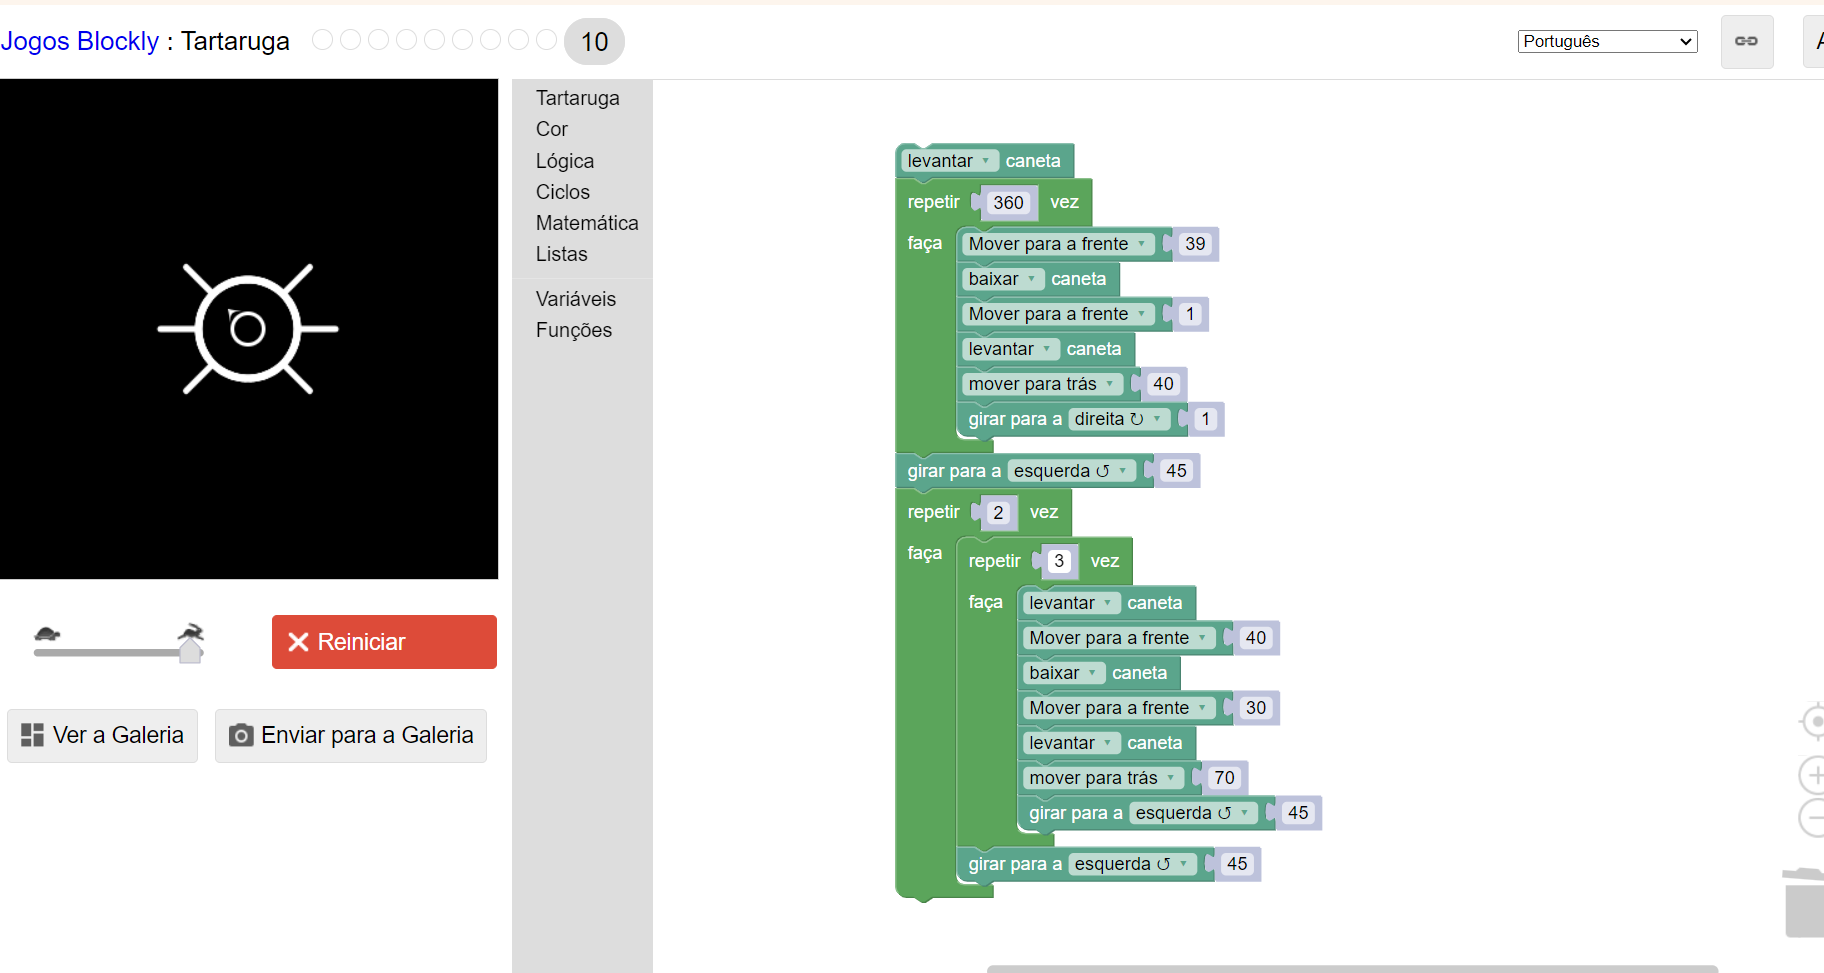 Jogos Blockly : Tartaruga 10 Português
Tartaruga
Cor
Lógica
Ciclos
Matemática
Listas
Variáveis
Funções
levantar caneta
repetir 360 vez
faça Mover para a frente 39
baixar caneta
Mover para a frente 1
levantar caneta
mover para trás 40
girar para a direita ↻ 1
girar para a esquerda ↺ 45
repetir 2 vez
faça repetir 3 vez
faça levantar caneta
Mover para a frente 40
baixar caneta
Mover para a frente 30
levantar caneta
mover para trás 70
girar para a esquerda ↺ 45
girar para a esquerda ↺ 45
Reiniciar
Ver a Galeria
Enviar para a Galeria